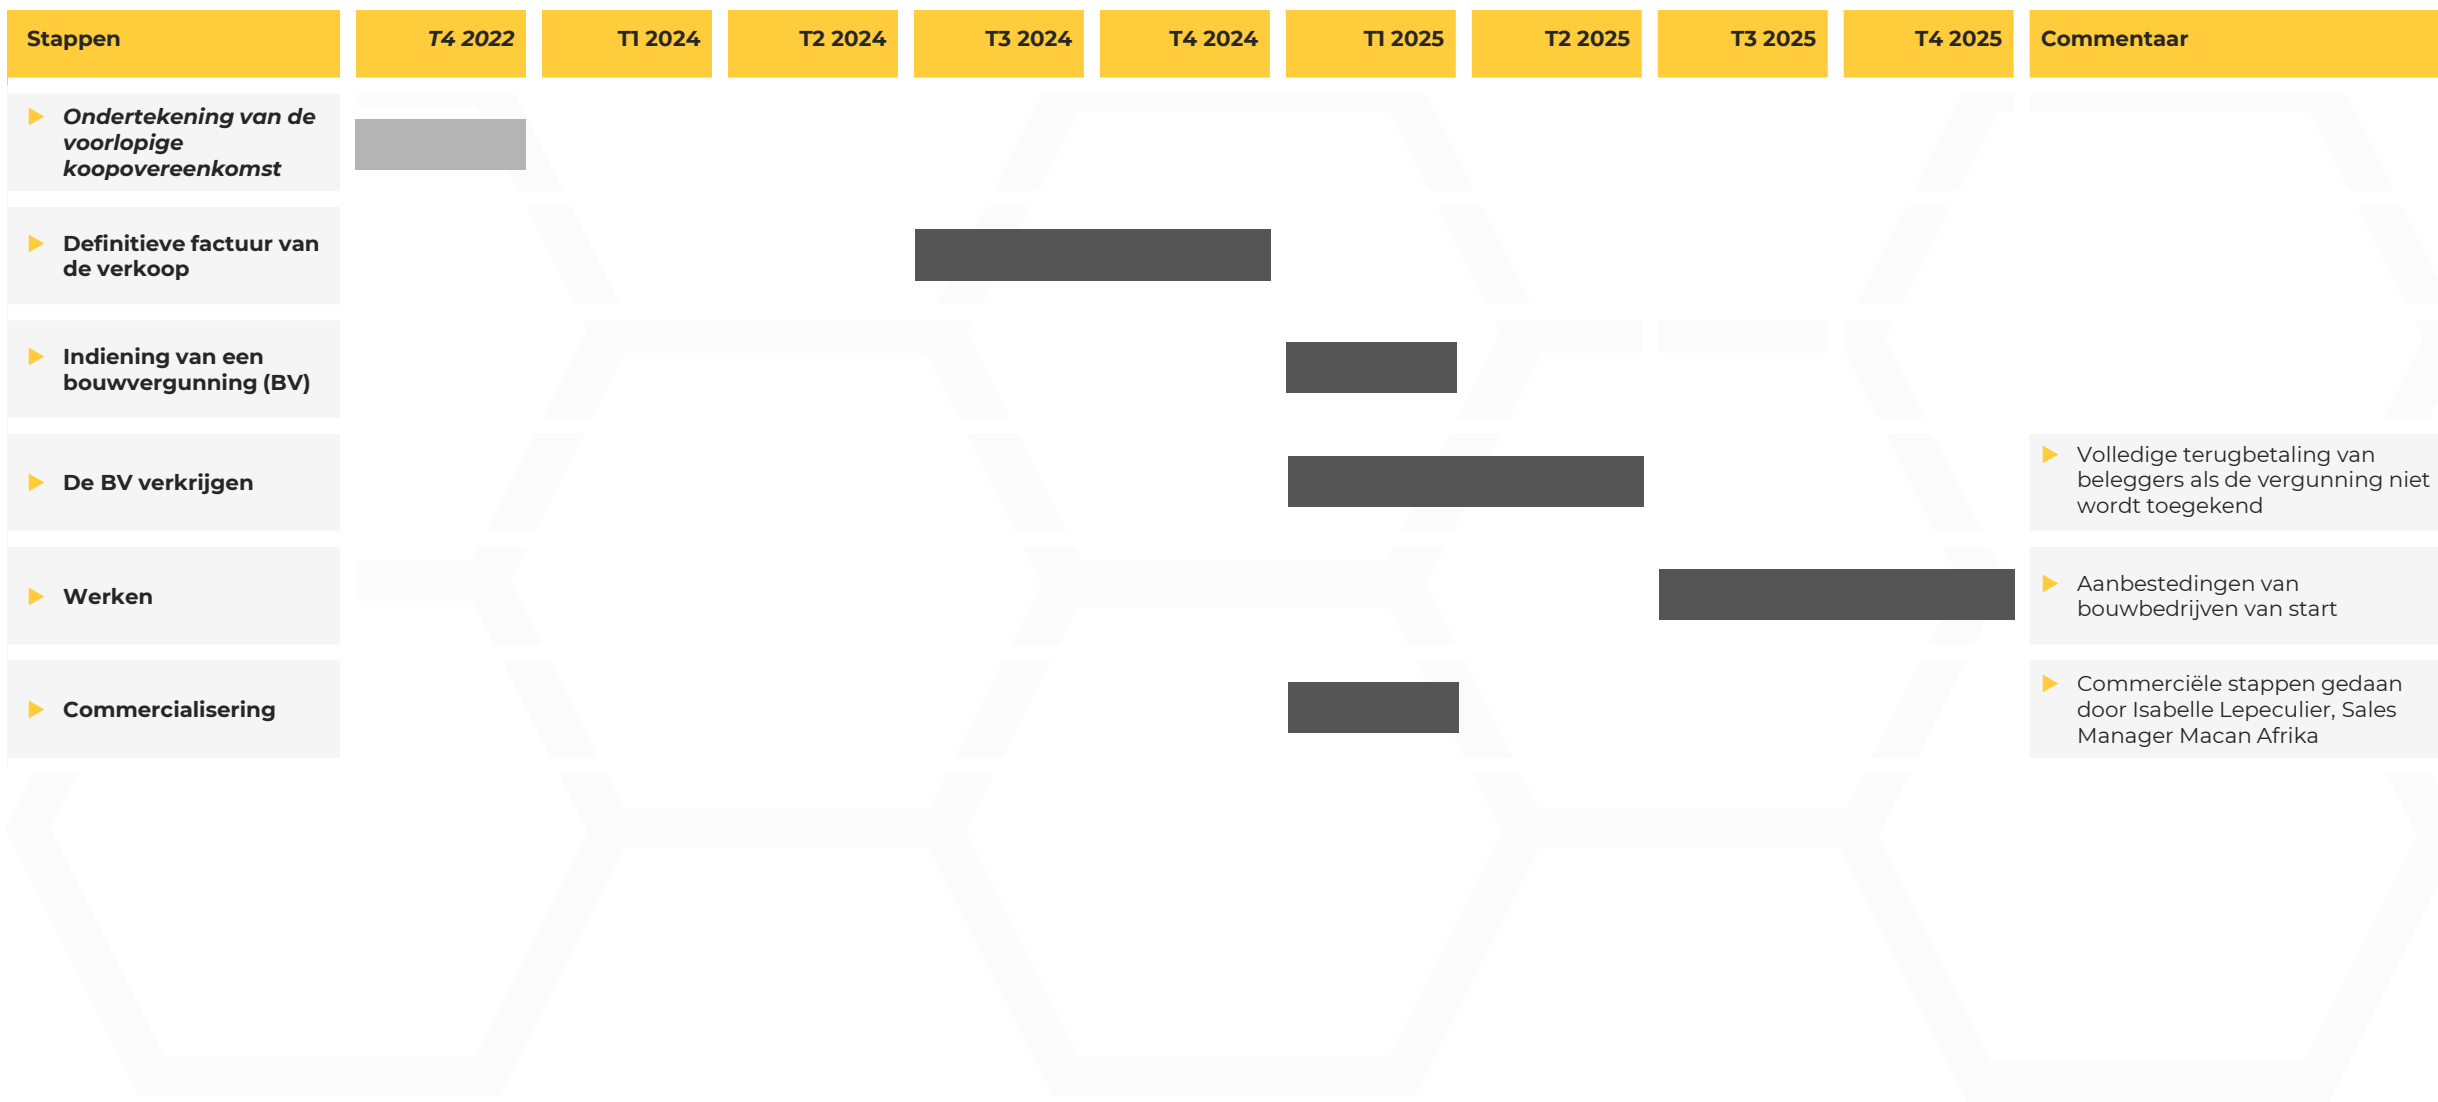 Stappen T4 2022 T1 2024 T2 2024 T3 2024 T4 2024 T1 2025 T2 2025 T3 2025 T4 2025 Commentaar
Ondertekening van de
voorlopige
koopovereenkomst
Definitieve factuur van
de verkoop
Indiening van een
bouwvergunning (BV)
De BV verkrijgen
Volledige terugbetaling van
beleggers als de vergunning niet
wordt toegekend
Werken
Aanbestedingen van
bouwbedrijven van start
Commercialisering
Commerciële stappen gedaan
door Isabelle Lepeculier, Sales
Manager Macan Afrika